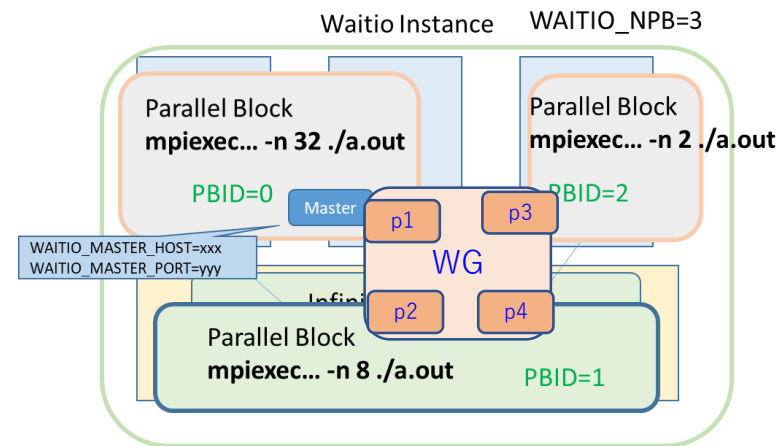 Waitio Instance
WAITIO_NPB=3
Parallel Block
mpiexec... -n 32 ./a.out
PBID=0
Parallel Block
mpiexec... -n 2 ./a.out
PBID=2
Master
WAITIO_MASTER_HOST=xxx
WAITIO_MASTER_PORT=yyy
p1
p3
WG
p2
p4
Parallel Block
mpiexec... -n 8 ./a.out
PBID=1